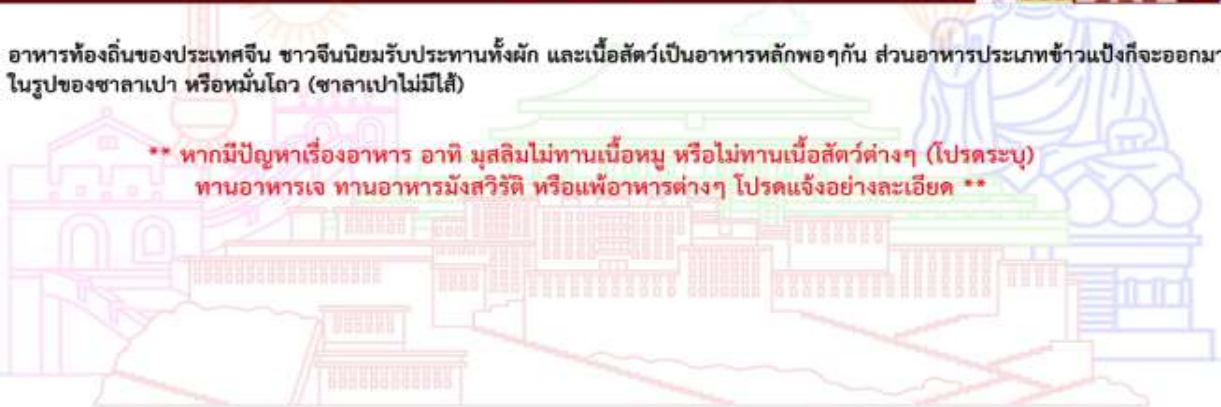 อาหารท้องถิ่นของประเทศจีน ชาวจีนนิยมรับประทานทั้งผัก และเนื้อสัตว์เป็นอาหารหลักพอๆกัน ส่วนอาหารประเภทข้าวแป้งก็จะออกมา
ในรูปของซาลาเปา หรือหมั่นโถว (ซาลาเปาไม่มีไส้)
** หากมีปัญหาเรื่องอาหาร อาทิ มุสลิมไม่ทานเนื้อหมู หรือไม่ทานเนื้อสัตว์ต่างๆ (โปรดระบุ)
ทานอาหารเจ ทานอาหารมังสวิรัติ หรือแพ้อาหารต่างๆ โปรดแจ้งอย่างละเอียด **